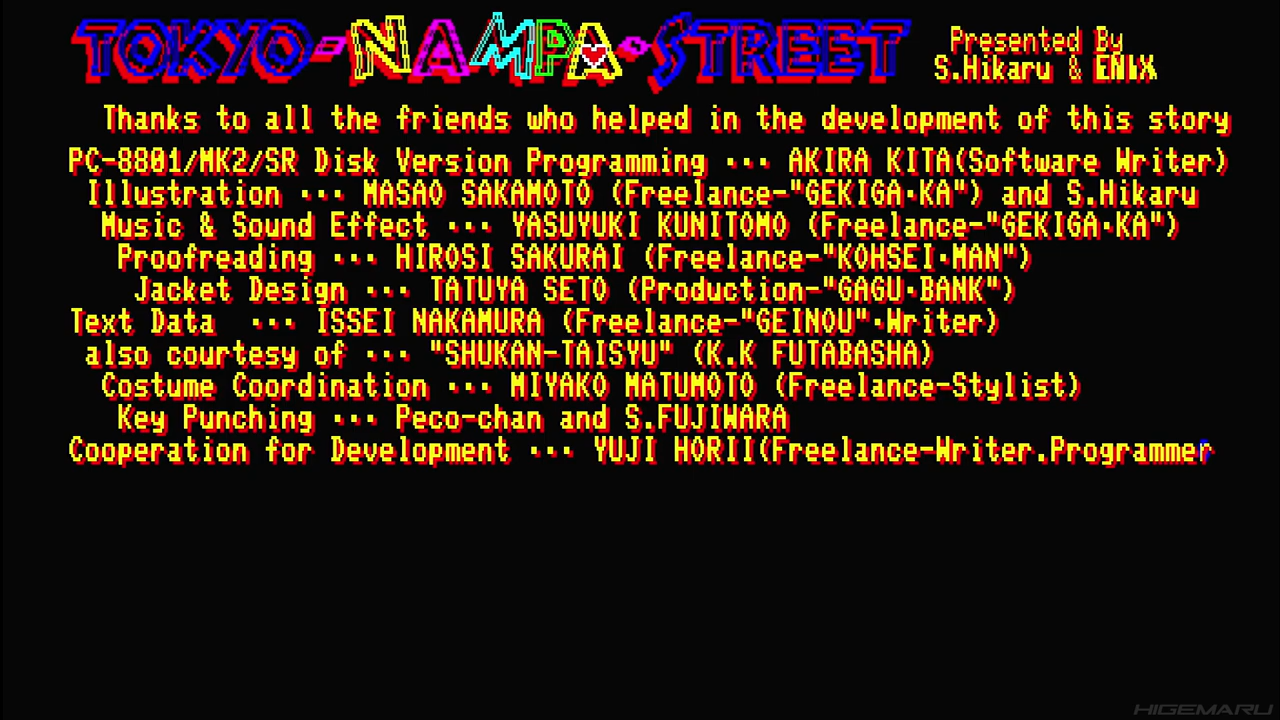 TOKYO-NAMPA・STREET
Presented By
S.Hikaru & ENIX
Thanks to all the friends who helped in the development of this story
PC-8801/MK2/SR Disk Version Programming ··· AKIRA KITA(Software Writer)
Illustration ··· MASAO SAKAMOTO (Freelance-"GEKIGA·KA") and S.Hikaru
Music & Sound Effect ··· YASUYUKI KUNITOMO (Freelance-"GEKIGA·KA")
Proofreading ··· HIROSI SAKURAI (Freelance-"KOHSEI·MAN")
Jacket Design ··· TATUYA SETO (Production-"GAGU·BANK")
Text Data  ··· ISSEI NAKAMURA (Freelance-"GEINOU"·Writer)
also courtesy of ··· "SHUKAN-TAISYU" (K.K FUTABASHA)
Costume Coordination ··· MIYAKO MATUMOTO (Freelance-Stylist)
Key Punching ··· Peco-chan and S.FUJIWARA
Cooperation for Development ··· YUJI HORII(Freelance-Writer.Programmer
HIGEMARU